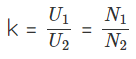 k = U₁/U₂ = N₁/N₂